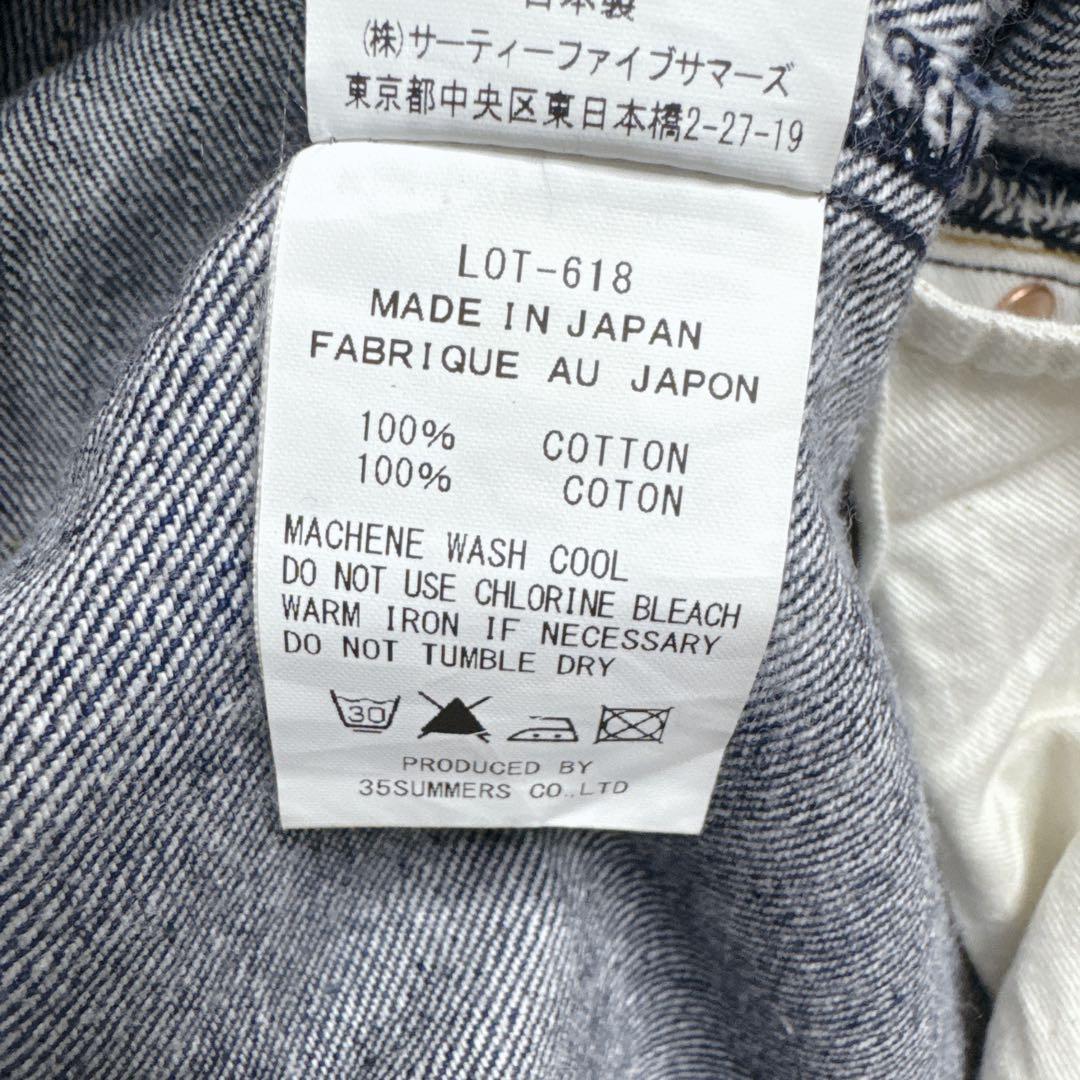 日本製
(株)サーティーファイブサマーズ
東京都中央区東日本橋2-27-19
LOT-618
MADE IN JAPAN
FABRIQUE AU JAPON
100% COTTON
100% COTON
MACHENE WASH COOL
DO NOT USE CHLORINE BLEACH
WARM IRON IF NECESSARY
DO NOT TUMBLE DRY
30
PRODUCED BY
35SUMMERS CO.,LTD